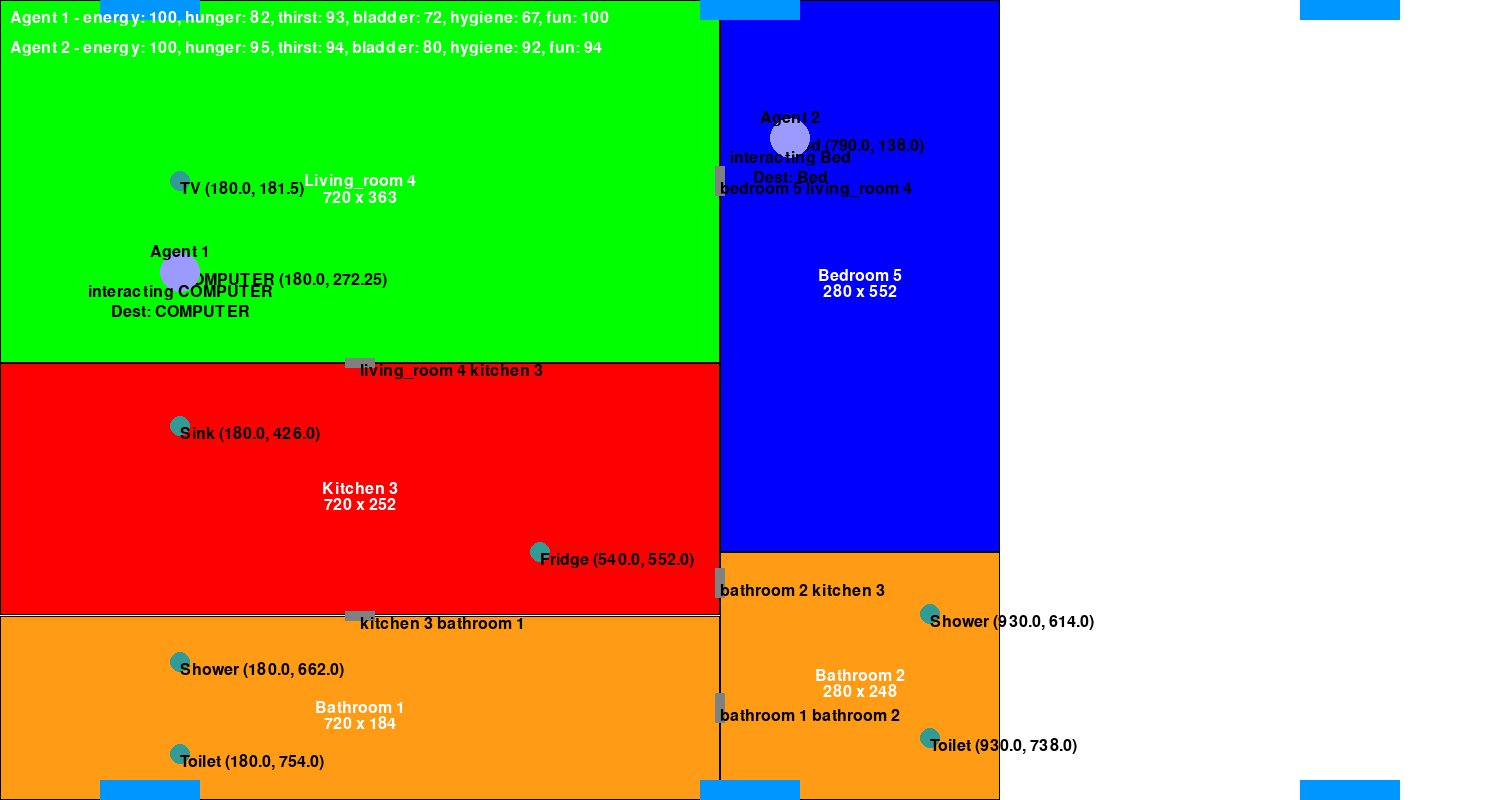 Agent 1 - energy: 100, hunger: 82, thirst: 93, bladder: 72, hygiene: 67, fun: 100
Agent 2 - energy: 100, hunger: 95, thirst: 94, bladder: 80, hygiene: 92, fun: 94
Agent 2
(790.0, 138.0)
interacting Bed
Dest: Bed
bedroom 5 living_room 4
TV (180.0, 181.5)
Living_room 4
720 x 363
Agent 1
COMPUTER (180.0, 272.25)
interacting COMPUTER
Dest: COMPUTER
Bedroom 5
280 x 552
living_room 4 kitchen 3
Sink (180.0, 426.0)
Kitchen 3
720 x 252
Fridge (540.0, 552.0)
bathroom 2 kitchen 3
kitchen 3 bathroom 1
Shower (930.0, 614.0)
Shower (180.0, 662.0)
Bathroom 2
280 x 248
Bathroom 1
720 x 184
bathroom 1 bathroom 2
Toilet (930.0, 738.0)
Toilet (180.0, 754.0)